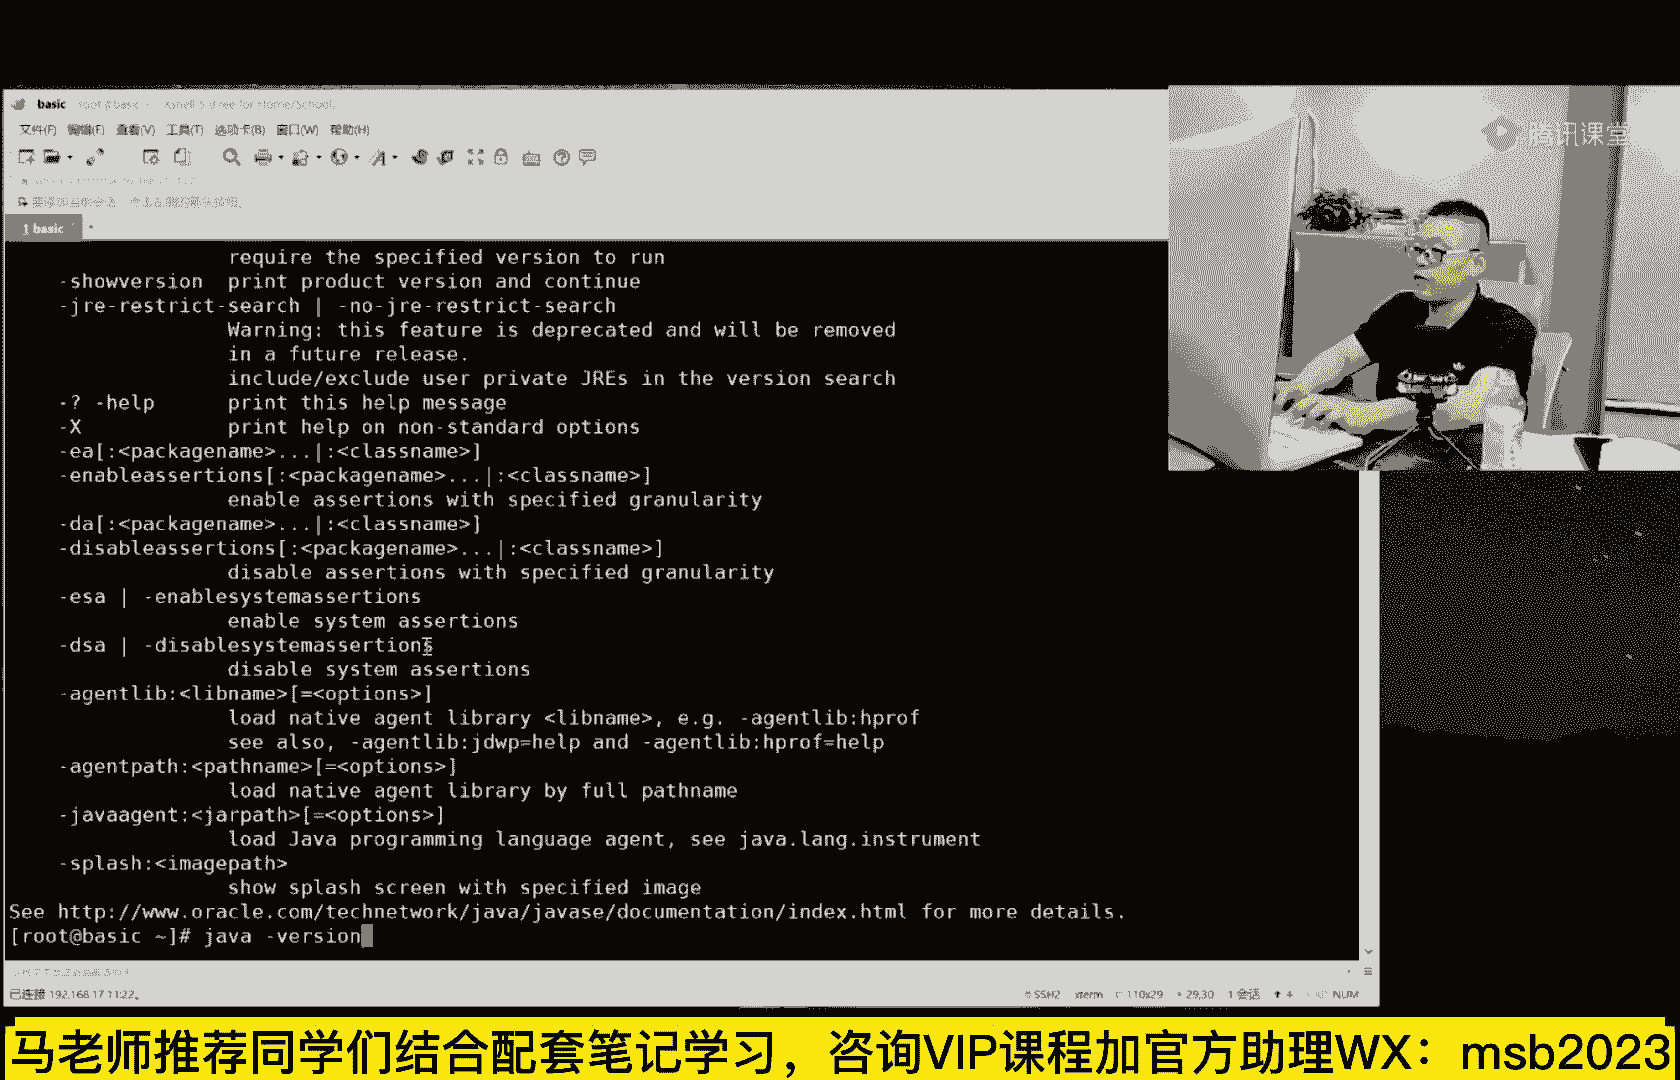 basic root@basic:~ Xshell 5 (Free for Home/School)
文件(F) 编辑(E) 查看(V) 工具(T) 选项卡(B) 窗口(W) 帮助(H)
1 basic
腾讯课堂
require the specified version to run
-showversion print product version and continue
-jre-restrict-search | -no-jre-restrict-search
Warning: this feature is deprecated and will be removed
in a future release.
include/exclude user private JREs in the version search
-? -help print this help message
-X print help on non-standard options
-ea[:<packagename>...|:<classname>]
-enableassertions[:<packagename>...|:<classname>]
enable assertions with specified granularity
-da[:<packagename>...|:<classname>]
-disableassertions[:<packagename>...|:<classname>]
disable assertions with specified granularity
-esa | -enablesystemassertions
enable system assertions
-dsa | -disablesystemassertions
disable system assertions
-agentlib:<libname>[=<options>]
load native agent library <libname>, e.g. -agentlib:hprof
see also, -agentlib:jdwp=help and -agentlib:hprof=help
-agentpath:<pathname>[=<options>]
load native agent library by full pathname
-javaagent:<jarpath>[=<options>]
load Java programming language agent, see java.lang.instrument
-splash:<imagepath>
show splash screen with specified image
See http://www.oracle.com/technetwork/java/javase/documentation/index.html for more details.
[root@basic ~]# java -version
已连接 192.168.17.11:22。 SSH2 xterm 110x29 29,30 1 会话 NUM
马老师推荐同学们结合配套笔记学习，咨询VIP课程加官方助理WX：msb2023